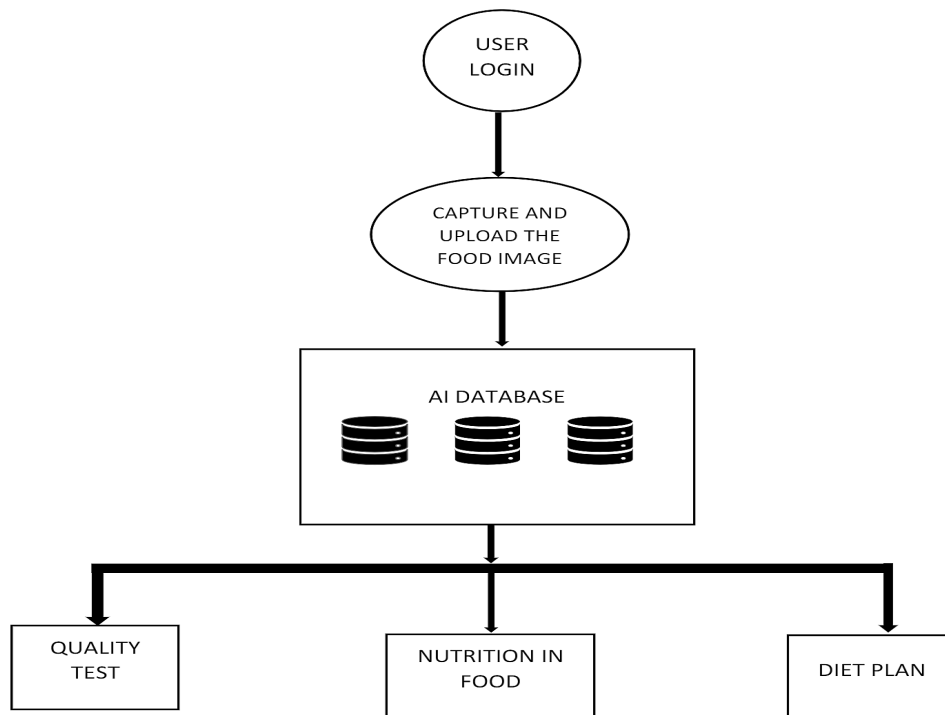 USER
LOGIN
CAPTURE AND
UPLOAD THE
FOOD IMAGE
AI DATABASE
QUALITY
TEST
NUTRITION IN
FOOD
DIET PLAN